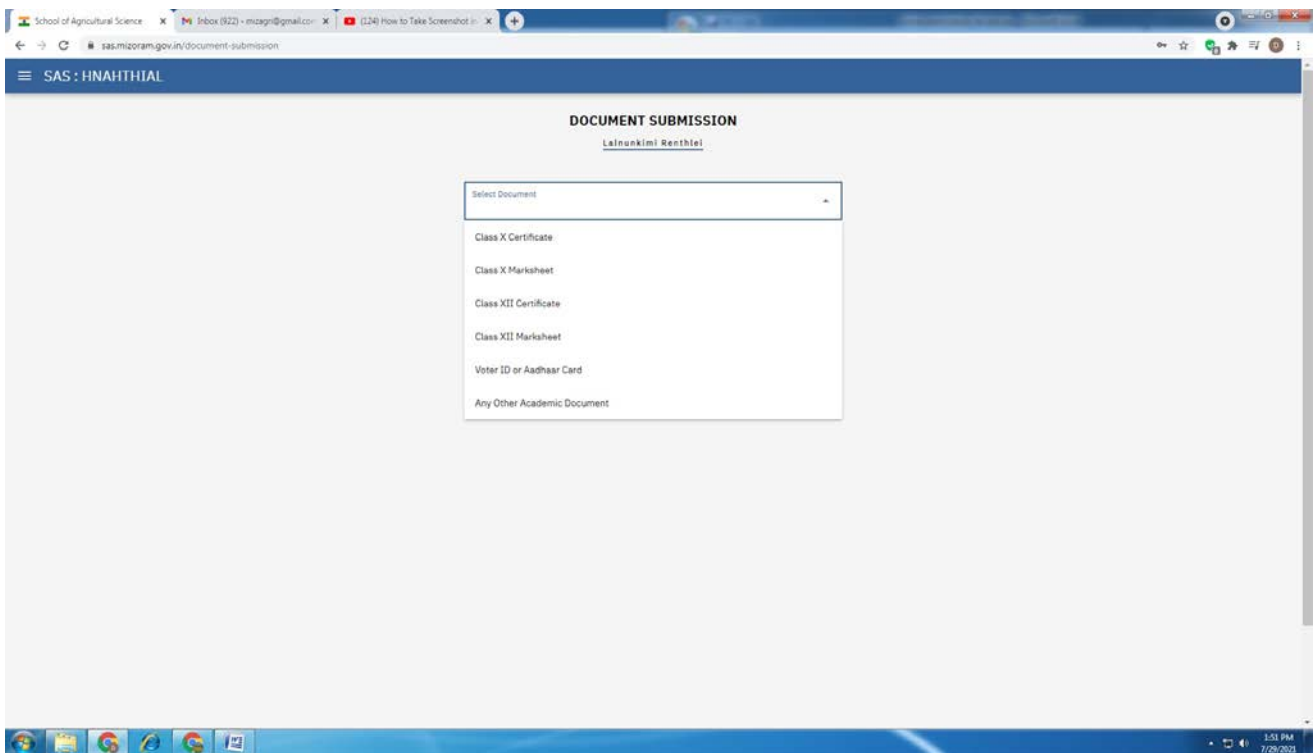 School of Agricultural Science
Inbox (922) - mizagri@gmail.co
(124) How to Take Screenshot i
sas.mizoram.gov.in/document-submission
SAS : HNAHTHIAL
DOCUMENT SUBMISSION
Lalnunkimi Renthlei
Select Document
Class X Certificate
Class X Marksheet
Class XII Certificate
Class XII Marksheet
Voter ID or Aadhaar Card
Any Other Academic Document
1:51 PM
7/29/2021